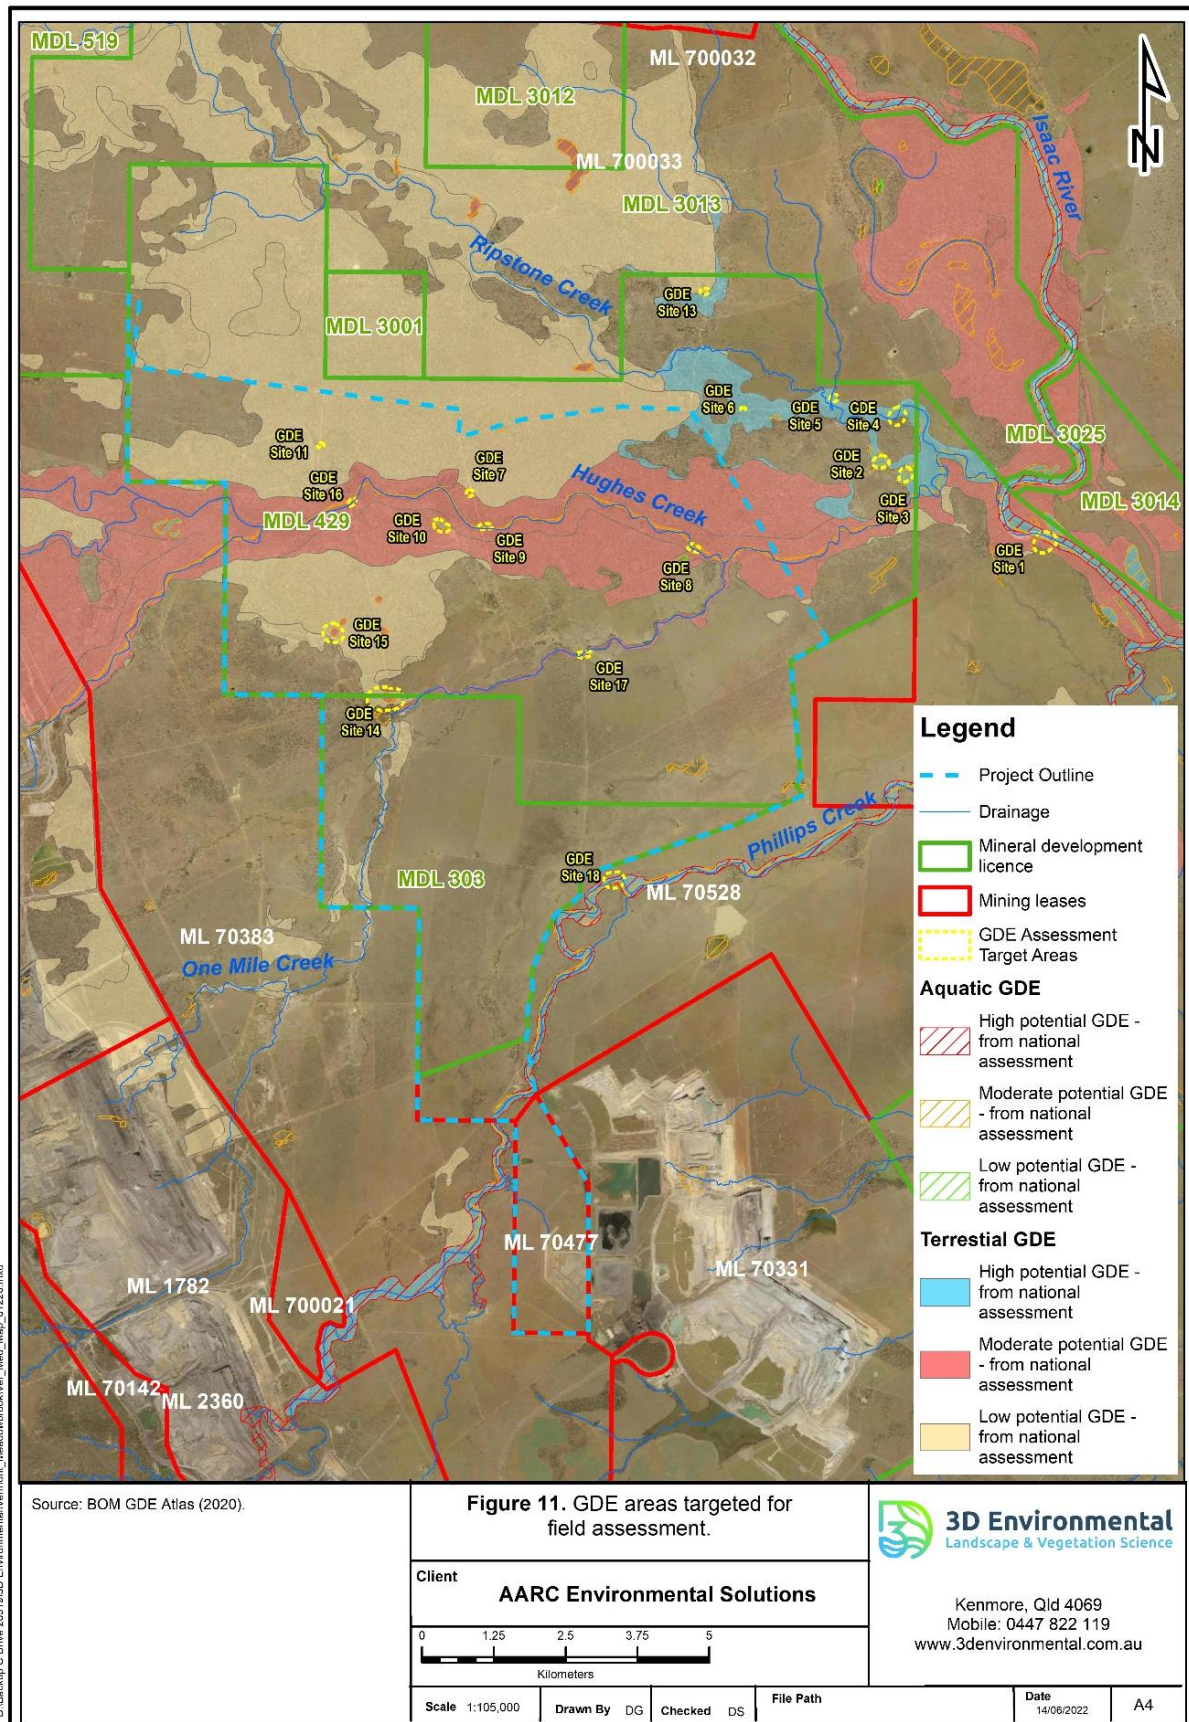 MDL 519
ML 700032
MDL 3012
ML 700033
MDL 3013
Isaac River
N
Ripstone Creek
GDE
Site 13
MDL 3001
GDE
Site 6
GDE
Site 5
GDE
Site 4
MDL 3025
GDE
Site 11
GDE
Site 7
GDE
Site 2
GDE
Site 16
Hughes Creek
GDE
Site 3
MDL 3014
MDL 429
GDE
Site 10
GDE
Site 9
GDE
Site 8
GDE
Site 1
GDE
Site 15
GDE
Site 17
GDE
Site 14
Phillips Creek
GDE
Site 18
MDL 303
ML 70528
ML 70383
One Mile Creek
ML 70477
ML 70331
ML 1782
ML 700021
ML 70142
ML 2360
Legend
Project Outline
Drainage
Mineral development
licence
Mining leases
GDE Assessment
Target Areas
Aquatic GDE
High potential GDE -
from national
assessment
Moderate potential GDE
- from national
assessment
Low potential GDE -
from national
assessment
Terrestial GDE
High potential GDE -
from national
assessment
Moderate potential GDE
- from national
assessment
Low potential GDE -
from national
assessment
Source: BOM GDE Atlas (2020).
Figure 11. GDE areas targeted for
field assessment.
Client
AARC Environmental Solutions
0 1.25 2.5 3.75 5
Kilometers
Scale 1:105,000
Drawn By DG
Checked DS
File Path
Date
14/06/2022
A4
3D Environmental
Landscape & Vegetation Science
Kenmore, Qld 4069
Mobile: 0447 822 119
www.3denvironmental.com.au